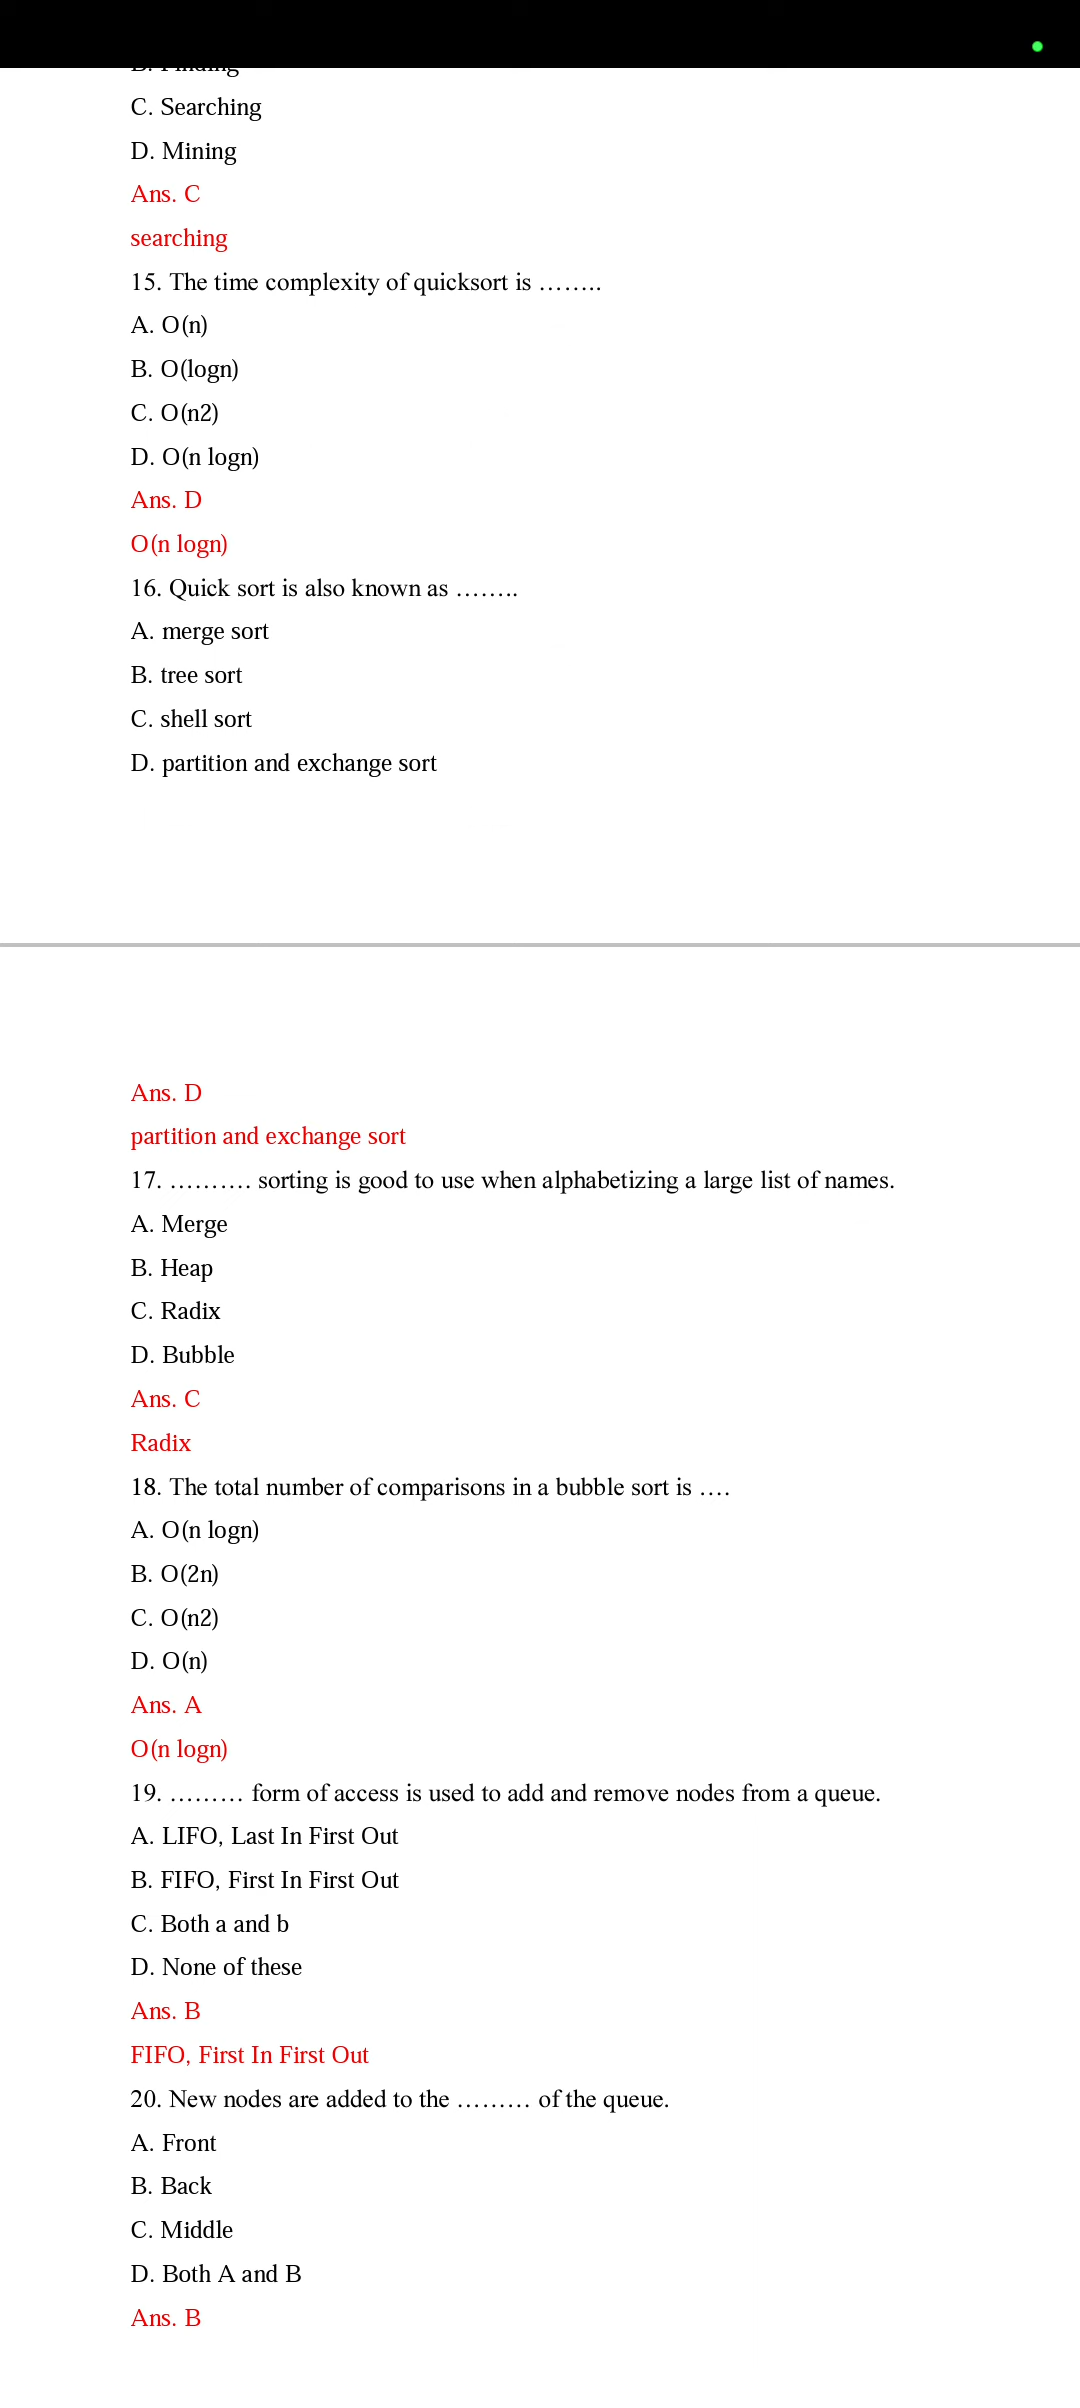 B. Finding
C. Searching
D. Mining
Ans. C
searching
15. The time complexity of quicksort is ……..
A. O(n)
B. O(logn)
C. O(n2)
D. O(n logn)
Ans. D
O(n logn)
16. Quick sort is also known as ……..
A. merge sort
B. tree sort
C. shell sort
D. partition and exchange sort
Ans. D
partition and exchange sort
17. ………. sorting is good to use when alphabetizing a large list of names.
A. Merge
B. Heap
C. Radix
D. Bubble
Ans. C
Radix
18. The total number of comparisons in a bubble sort is ….
A. O(n logn)
B. O(2n)
C. O(n2)
D. O(n)
Ans. A
O(n logn)
19. ……… form of access is used to add and remove nodes from a queue.
A. LIFO, Last In First Out
B. FIFO, First In First Out
C. Both a and b
D. None of these
Ans. B
FIFO, First In First Out
20. New nodes are added to the ……… of the queue.
A. Front
B. Back
C. Middle
D. Both A and B
Ans. B